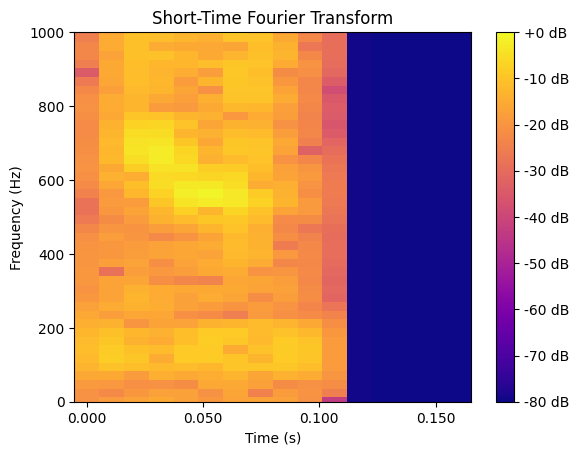 Short-Time Fourier Transform
1000
800
600
400
200
0
Frequency (Hz)
0.000
0.050
0.100
0.150
Time (s)
+0 dB
-10 dB
-20 dB
-30 dB
-40 dB
-50 dB
-60 dB
-70 dB
-80 dB